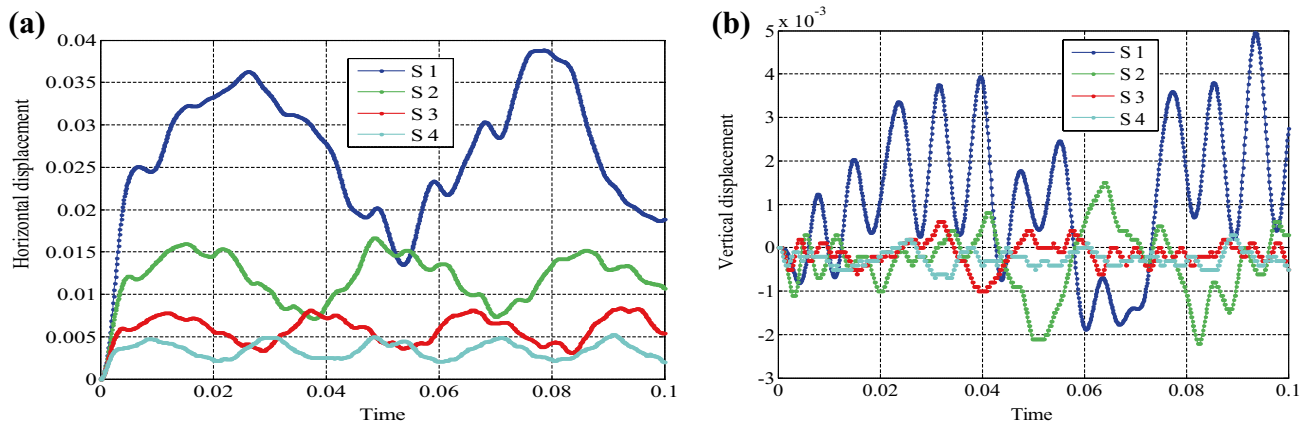 (a)
0.04
0.035
0.03
0.025
0.02
0.015
0.01
0.005
0
Horizontal displacement
S 1
S 2
S 3
S 4
0
0.02
0.04
0.06
0.08
0.1
Time
(b)
5 x 10-3
4
3
2
1
0
-1
-2
-3
Vertical displacement
S 1
S 2
S 3
S 4
0
0.02
0.04
0.06
0.08
0.1
Time